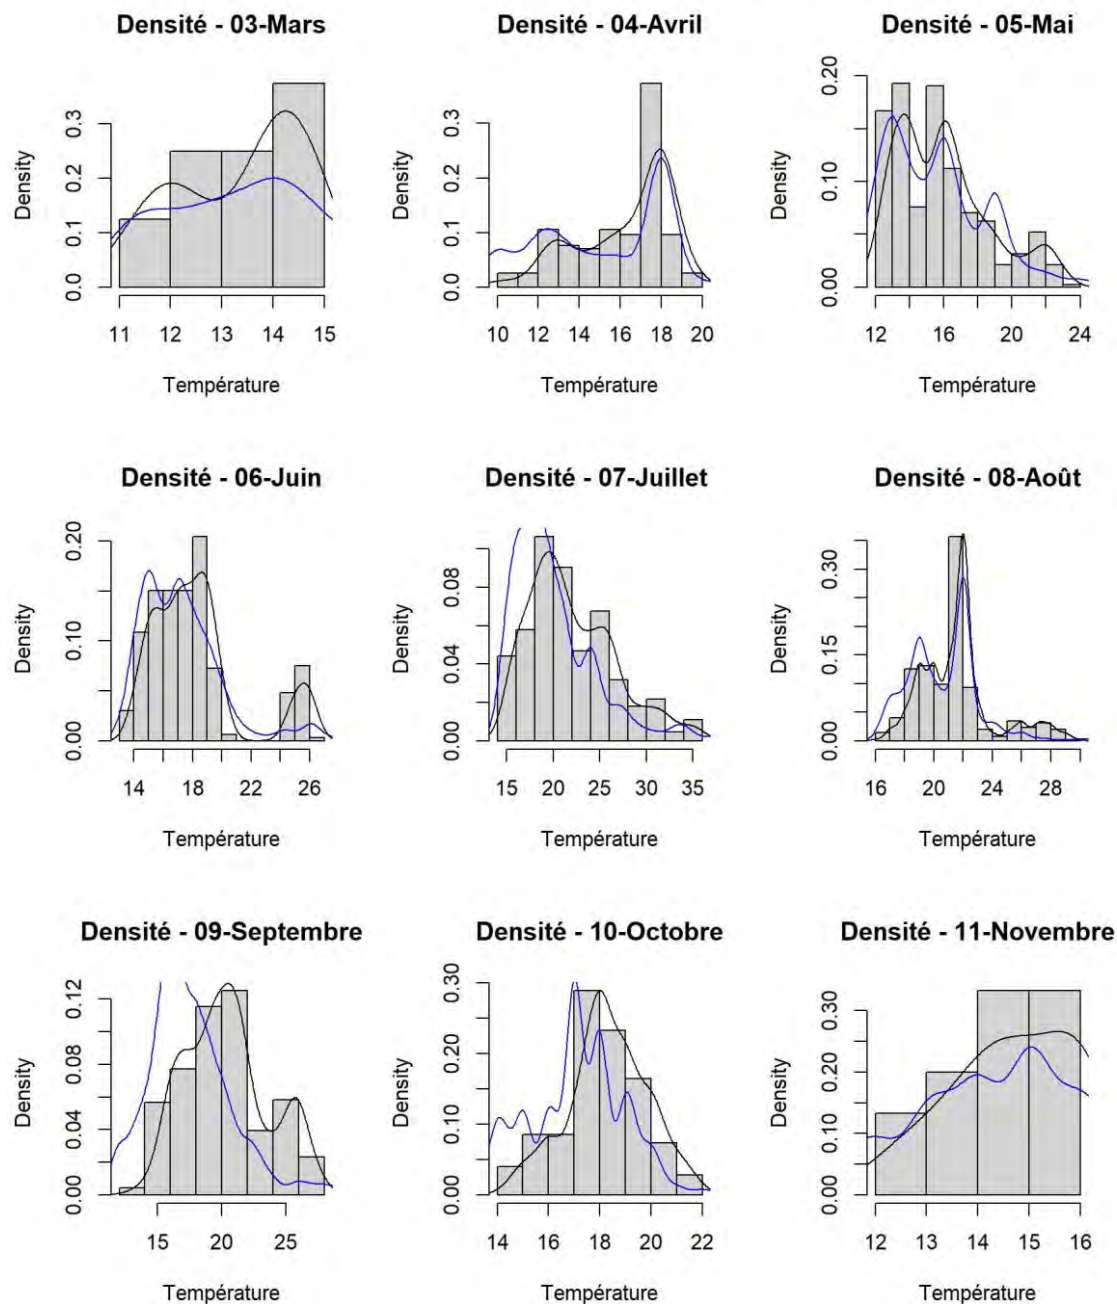 Densité - 03-Mars
Density
0.0 0.1 0.2 0.3
11 12 13 14 15
Température
Densité - 04-Avril
Density
0.0 0.1 0.2 0.3
10 12 14 16 18 20
Température
Densité - 05-Mai
Density
0.00 0.10 0.20
12 16 20 24
Température
Densité - 06-Juin
Density
0.00 0.10 0.20
14 18 22 26
Température
Densité - 07-Juillet
Density
0.00 0.04 0.08
15 20 25 30 35
Température
Densité - 08-Août
Density
0.00 0.15 0.30
16 20 24 28
Température
Densité - 09-Septembre
Density
0.00 0.04 0.08 0.12
15 20 25
Température
Densité - 10-Octobre
Density
0.00 0.10 0.20 0.30
14 16 18 20 22
Température
Densité - 11-Novembre
Density
0.00 0.10 0.20 0.30
12 13 14 15 16
Température